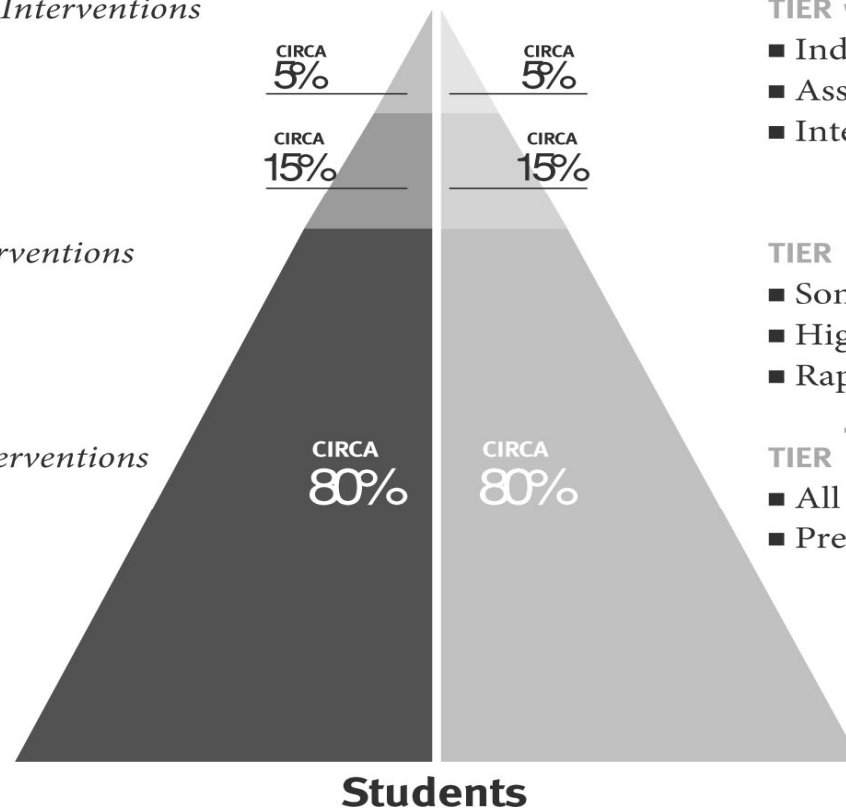 Interventions
TIER
CIRCA
5%
CIRCA
5%
■ Ind
■ Ass
■ Inte
CIRCA
15%
CIRCA
15%
rventions
TIER
■ Son
■ Hig
■ Rap
CIRCA
80%
CIRCA
80%
erventions
TIER
■ All
■ Pre
Students